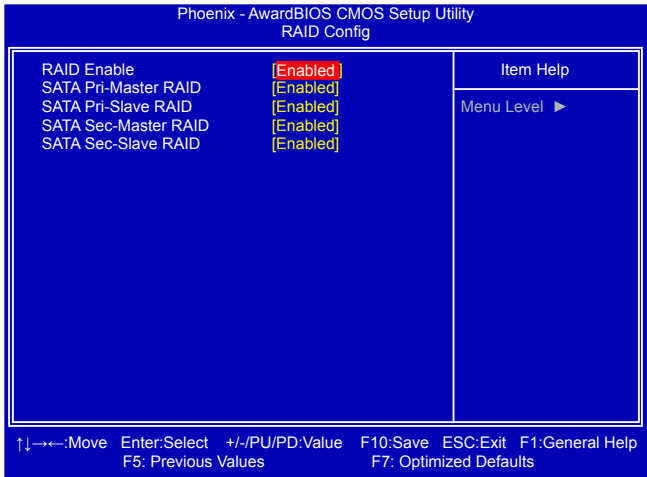 Phoenix - AwardBIOS CMOS Setup Utility
RAID Config
RAID Enable [Enabled]
SATA Pri-Master RAID [Enabled]
SATA Pri-Slave RAID [Enabled]
SATA Sec-Master RAID [Enabled]
SATA Sec-Slave RAID [Enabled]
Item Help
Menu Level ►
↑↓→←:Move Enter:Select +/-/PU/PD:Value F10:Save ESC:Exit F1:General Help
F5: Previous Values F7: Optimized Defaults